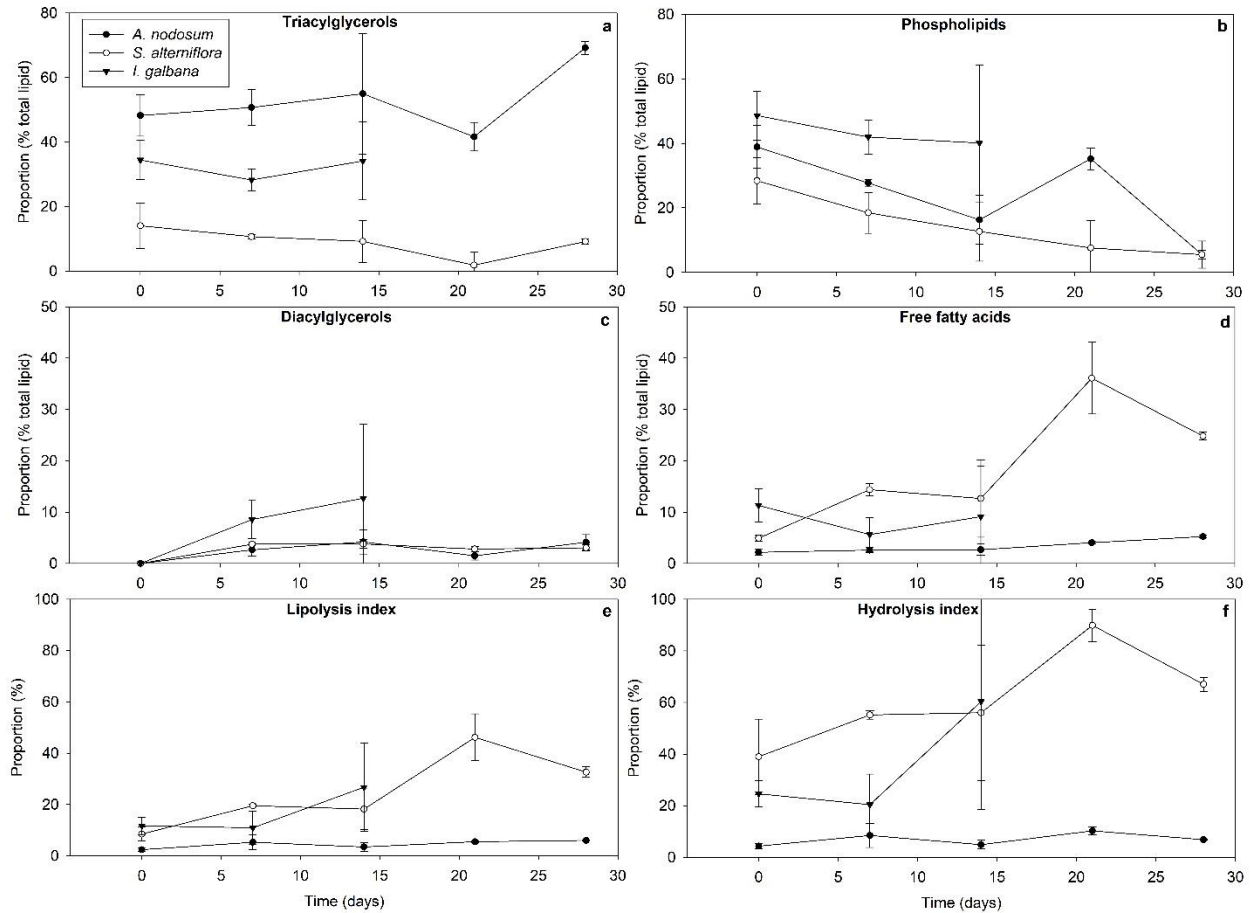 Triacylglycerols
a
A. nodosum
S. alterniflora
I. galbana
Proportion (% total lipid)
80
60
40
20
0
0 5 10 15 20 25 30
Phospholipids
b
Proportion (% total lipid)
80
60
40
20
0
0 5 10 15 20 25 30
Diacylglycerols
c
Proportion (% total lipid)
50
40
30
20
10
0
0 5 10 15 20 25 30
Free fatty acids
d
Proportion (% total lipid)
50
40
30
20
10
0
0 5 10 15 20 25 30
Lipolysis index
e
Proportion (%)
100
80
60
40
20
0
0 5 10 15 20 25 30
Time (days)
Hydrolysis index
f
Proportion (%)
100
80
60
40
20
0
0 5 10 15 20 25 30
Time (days)